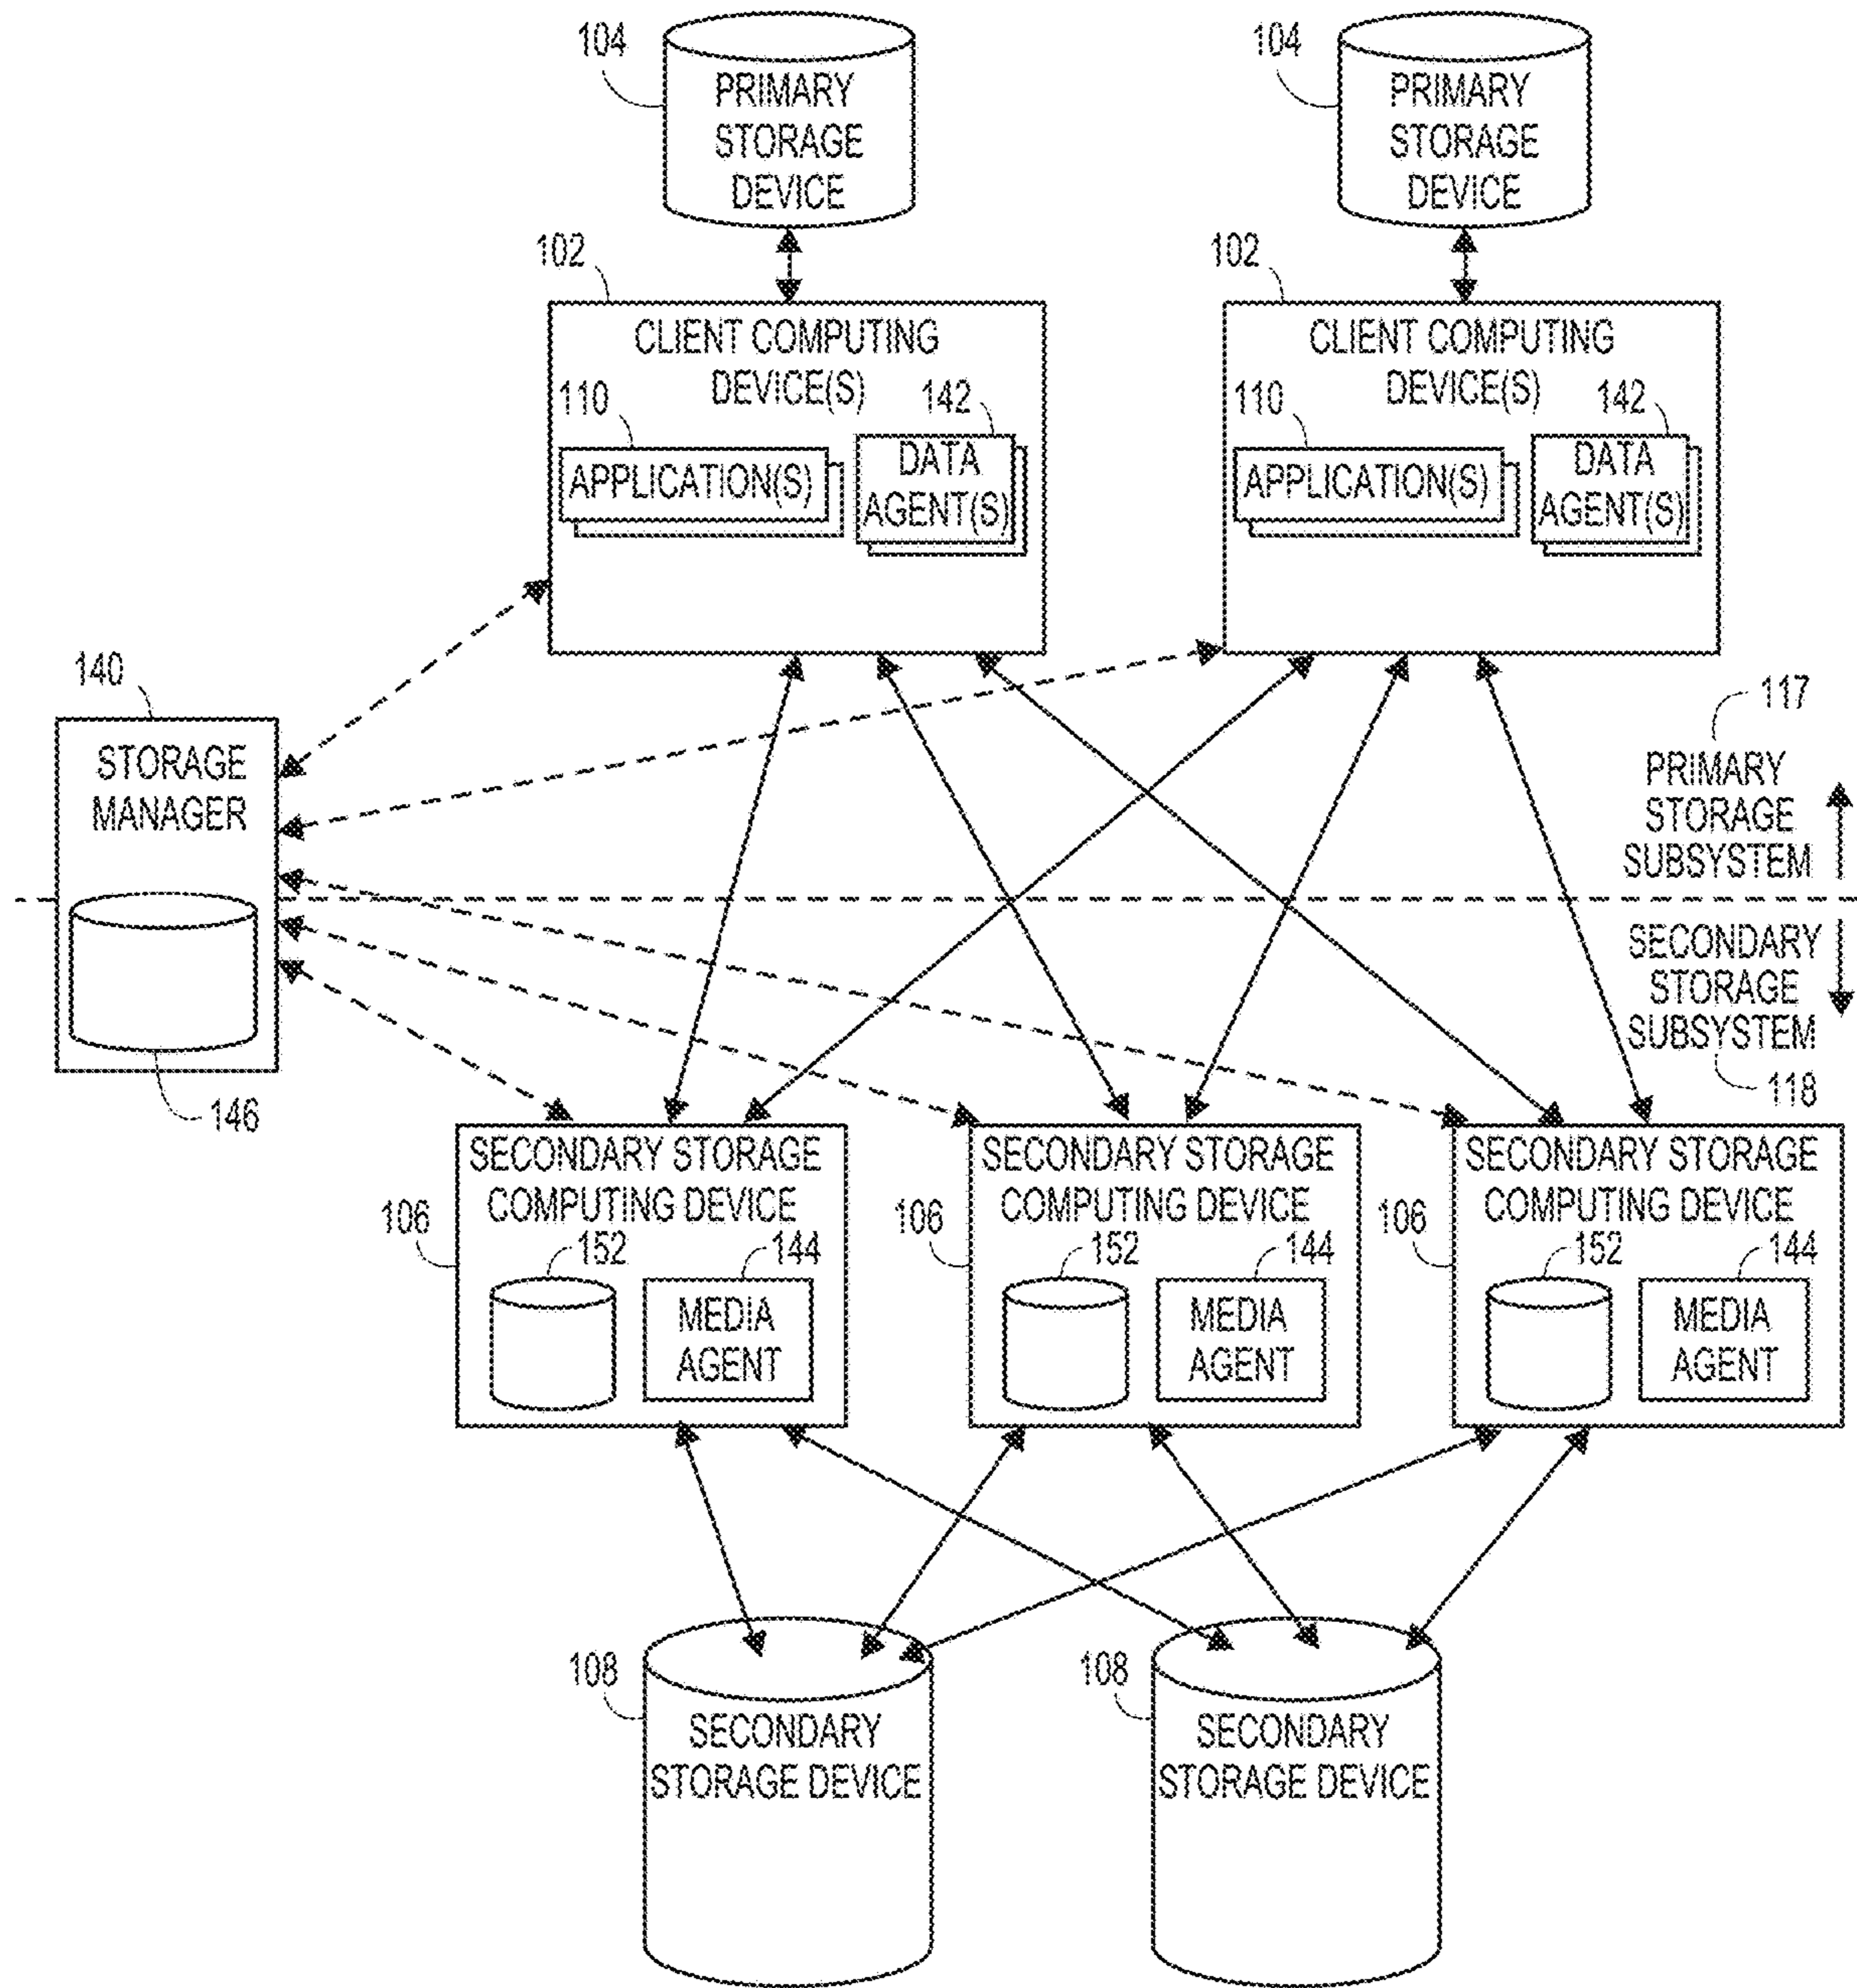 104
PRIMARY
STORAGE
DEVICE
104
PRIMARY
STORAGE
DEVICE
102
CLIENT COMPUTING
DEVICE(S)
110
142
APPLICATION(S)
DATA
AGENT(S)
102
CLIENT COMPUTING
DEVICE(S)
110
142
APPLICATION(S)
DATA
AGENT(S)
140
STORAGE
MANAGER
146
117
PRIMARY
STORAGE
SUBSYSTEM
SECONDARY
STORAGE
SUBSYSTEM
118
SECONDARY STORAGE
COMPUTING DEVICE
106
152
144
MEDIA
AGENT
SECONDARY STORAGE
COMPUTING DEVICE
106
152
144
MEDIA
AGENT
SECONDARY STORAGE
COMPUTING DEVICE
106
152
144
MEDIA
AGENT
108
SECONDARY
STORAGE DEVICE
108
SECONDARY
STORAGE DEVICE